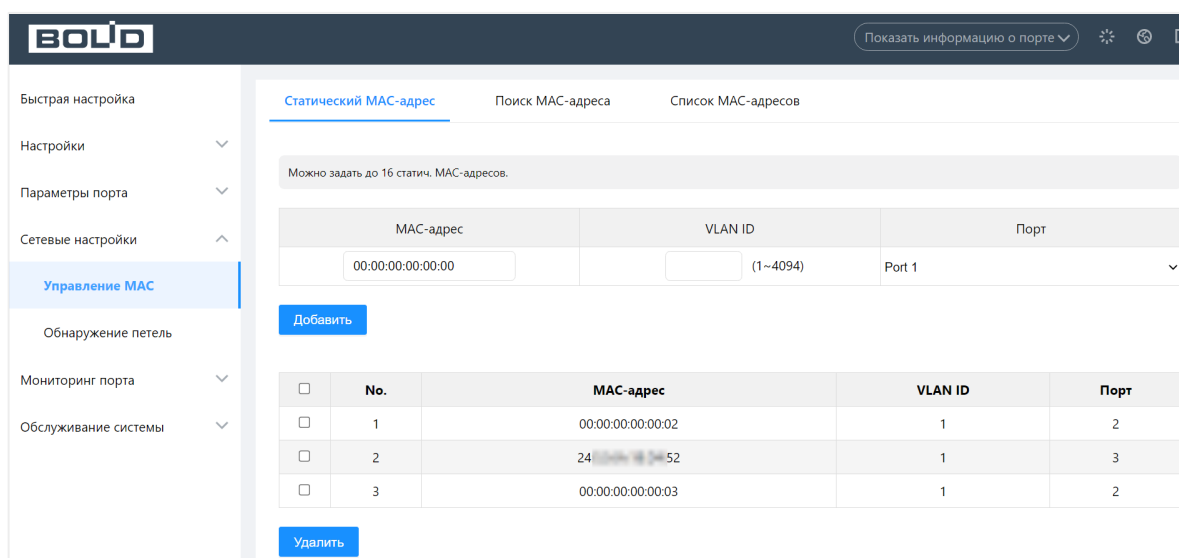 BOLID
Показать информацию о порте
Быстрая настройка
Настройки
Параметры порта
Сетевые настройки
Управление MAC
Обнаружение петель
Мониторинг порта
Обслуживание системы
Статический MAC-адрес Поиск MAC-адреса Список MAC-адресов
Можно задать до 16 статич. MAC-адресов.
MAC-адрес VLAN ID Порт
00:00:00:00:00:00 (1~4094) Port 1
Добавить
No. MAC-адрес VLAN ID Порт
1 00:00:00:00:00:02 1 2
2 24 52 1 3
3 00:00:00:00:00:03 1 2
Удалить